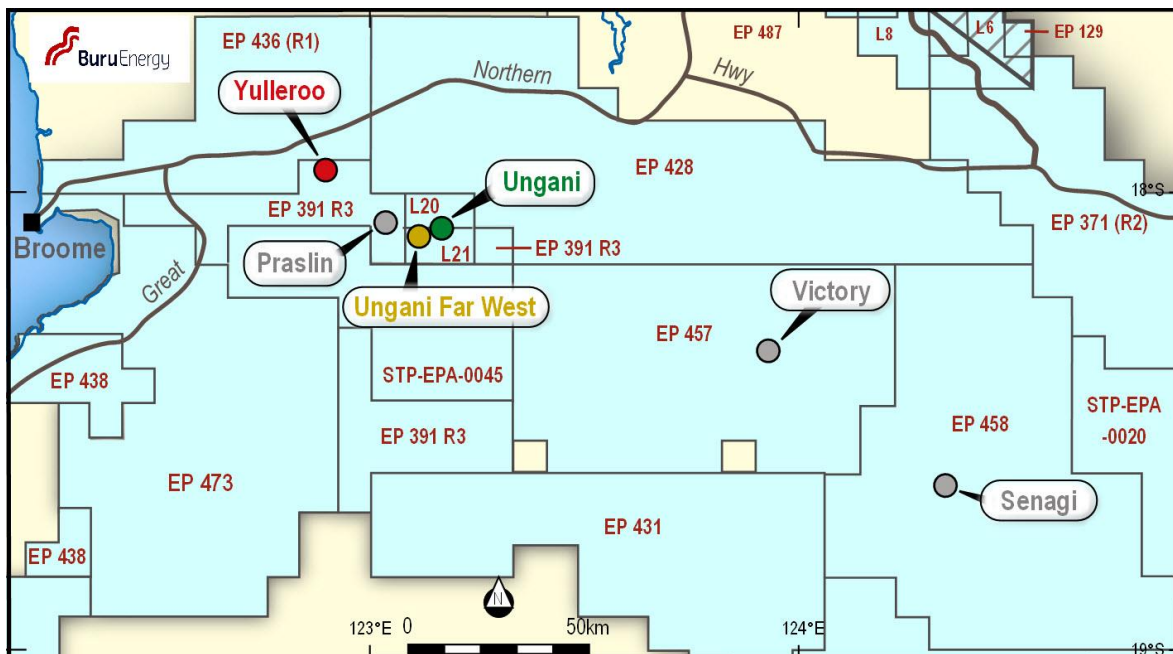 BuruEnergy
EP 436 (R1)
EP 487
L8
L6
EP 129
Northern
Hwy
Yulleroo
Ungani
EP 428
18°S
EP 391 R3
L20
EP 371 (R2)
Broome
Praslin
L21
EP 391 R3
Great
Ungani Far West
Victory
EP 457
EP 438
STP-EPA-0045
STP-EPA
-0020
EP 391 R3
EP 458
EP 473
Senagi
EP 431
EP 438
N
123°E
0
50km
124°E
19°S